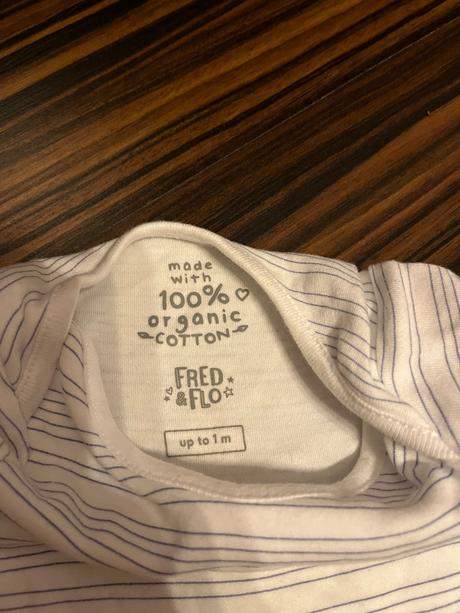 made
with
100%
organic
COTTON
FRED
& FLO
up to 1 m